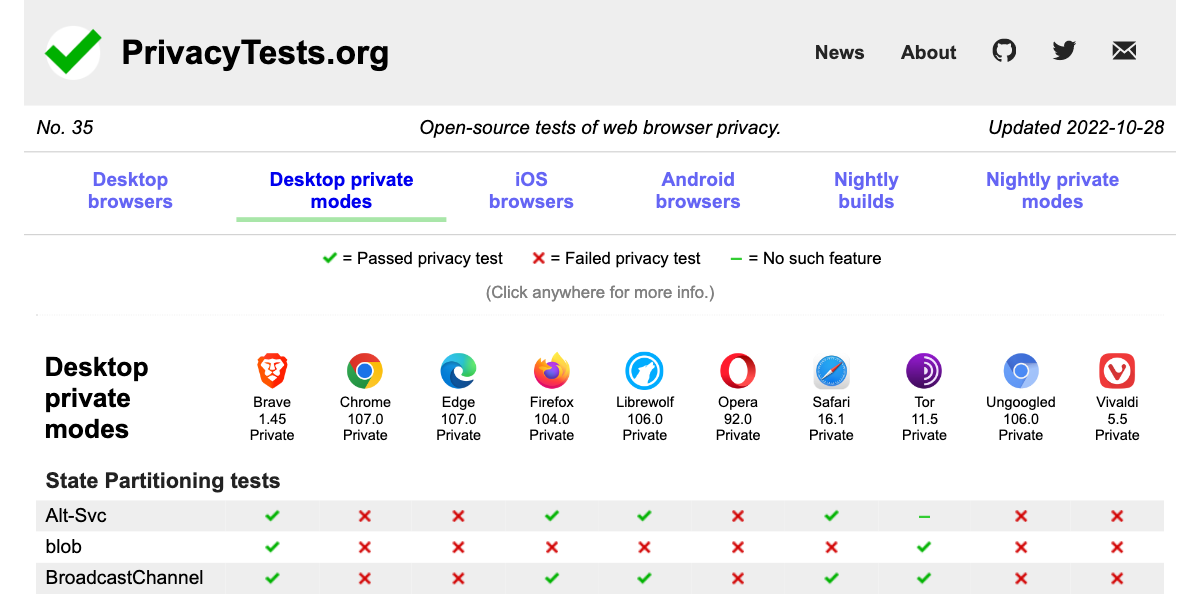 PrivacyTests.org
News About
No. 35 Open-source tests of web browser privacy. Updated 2022-10-28
Desktop browsers Desktop private modes iOS browsers Android browsers Nightly builds Nightly private modes
✔ = Passed privacy test ✖ = Failed privacy test – = No such feature
(Click anywhere for more info.)
Desktop private modes
Brave 1.45 Private
Chrome 107.0 Private
Edge 107.0 Private
Firefox 104.0 Private
Librewolf 106.0 Private
Opera 92.0 Private
Safari 16.1 Private
Tor 11.5 Private
Ungoogled 106.0 Private
Vivaldi 5.5 Private
State Partitioning tests
Alt-Svc ✔ ✖ ✖ ✔ ✔ ✖ ✔ – ✖ ✖
blob ✔ ✖ ✖ ✖ ✖ ✖ ✖ ✔ ✖ ✖
BroadcastChannel ✔ ✖ ✖ ✔ ✔ ✖ ✔ ✔ ✖ ✖